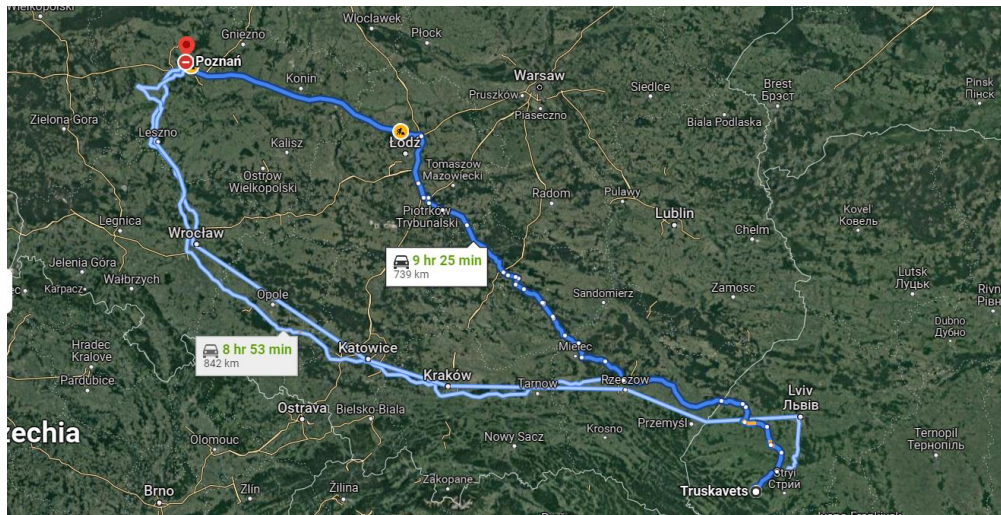 Wielkopolski
Wloclawek
Gniezno
Płock
Poznań
Konin
Warsaw
Siedlce
Brest
Брэст
Pinsk
Пінск
Pruszków
Piaseczno
Zielona Gora
Biala Podlaska
Leszno
Kalisz
Łódź
Tomaszow
Mazowiecki
Ostrów
Wielkopolski
Radom
Pulawy
Piotrków
Trybunalski
Lublin
Kovel
Ковель
Legnica
Wrocław
Chelm
9 hr 25 min
739 km
Jelenia Góra
Karpacz
Wałbrzych
Lutsk
Луцьк
Opole
Sandomierz
Zamosc
Rivn
Рівн
Dubno
Дубно
Hradec
Kralove
8 hr 53 min
842 km
Katowice
Mielec
Pardubice
Kraków
Tarnow
Rzeszow
Lviv
Львів
Ostrava
Bielsko-Biala
Przemyśl
Krosno
zechia
Olomouc
Nowy Sacz
Ternopil
Тернопіль
Zakopane
Stryi
Стрий
Brno
Zlín
Žilina
Truskavets